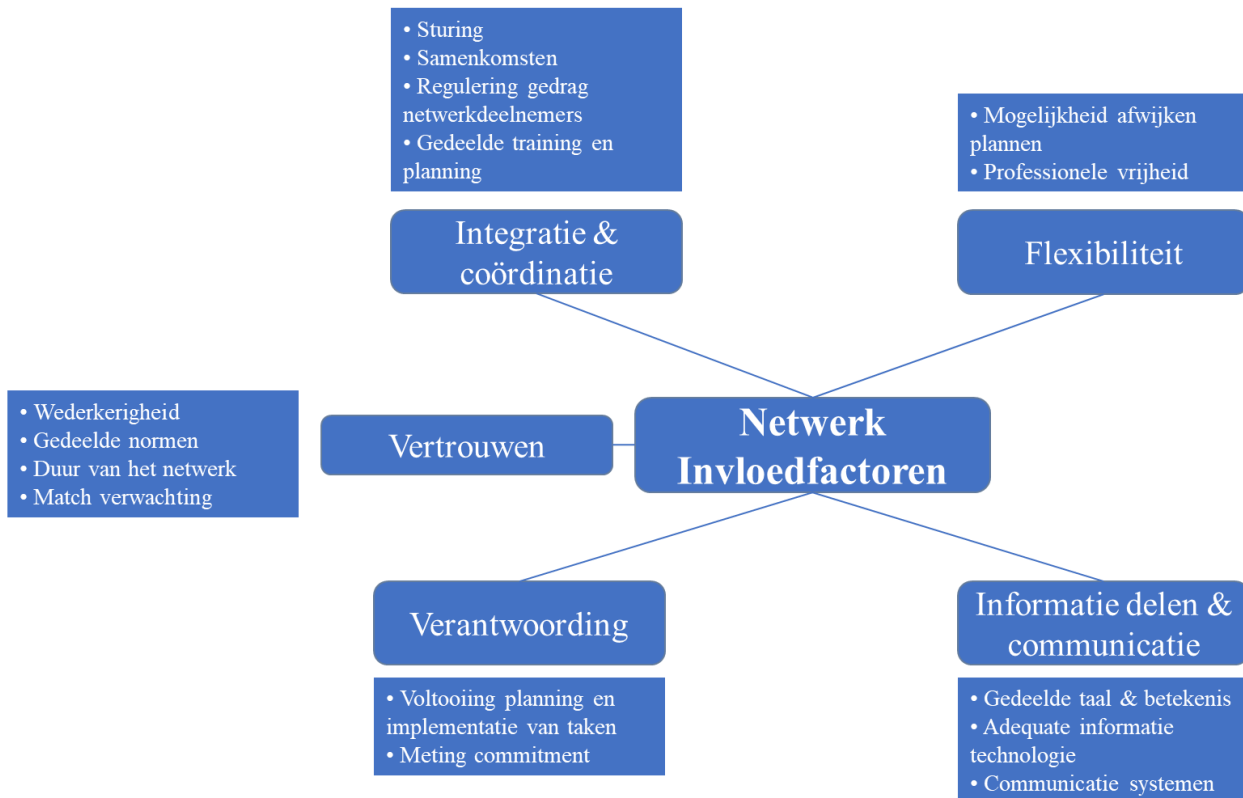 • Sturing
• Samenkomsten
• Regulering gedrag
netwerkdeelnemers
• Gedeelde training en
planning
Integratie &
coördinatie
• Mogelijkheid afwijken
plannen
• Professionele vrijheid
Flexibiliteit
• Wederkerigheid
• Gedeelde normen
• Duur van het netwerk
• Match verwachting
Vertrouwen
Netwerk
Invloedfactoren
Verantwoording
• Voltooiing planning en
implementatie van taken
• Meting commitment
Informatie delen &
communicatie
• Gedeelde taal & betekenis
• Adequate informatie
technologie
• Communicatie systemen